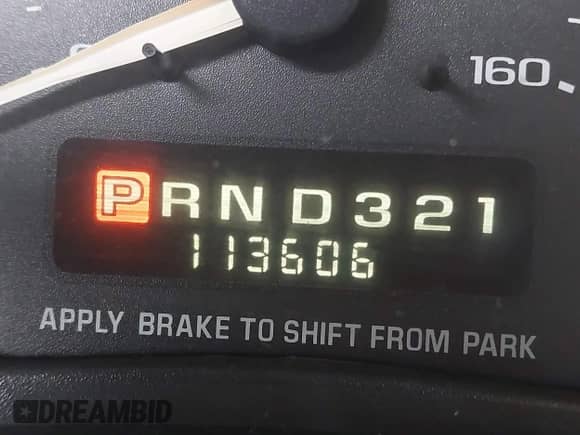 160
PRND321
113606
APPLY BRAKE TO SHIFT FROM PARK
DREAMBID